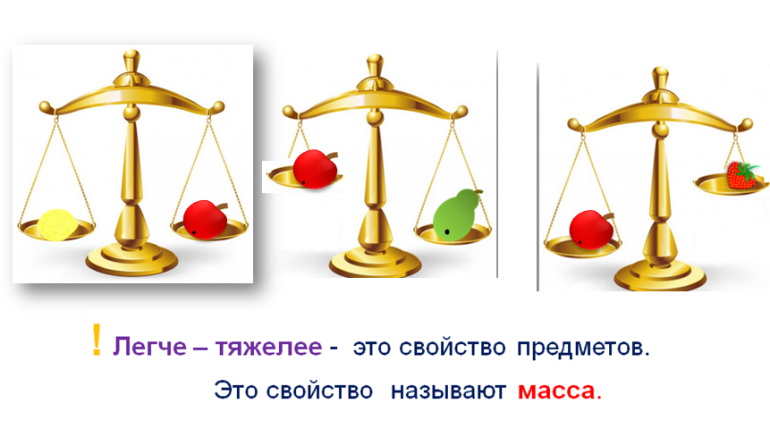 ! Легче – тяжелее - это свойство предметов.
Это свойство называют масса.